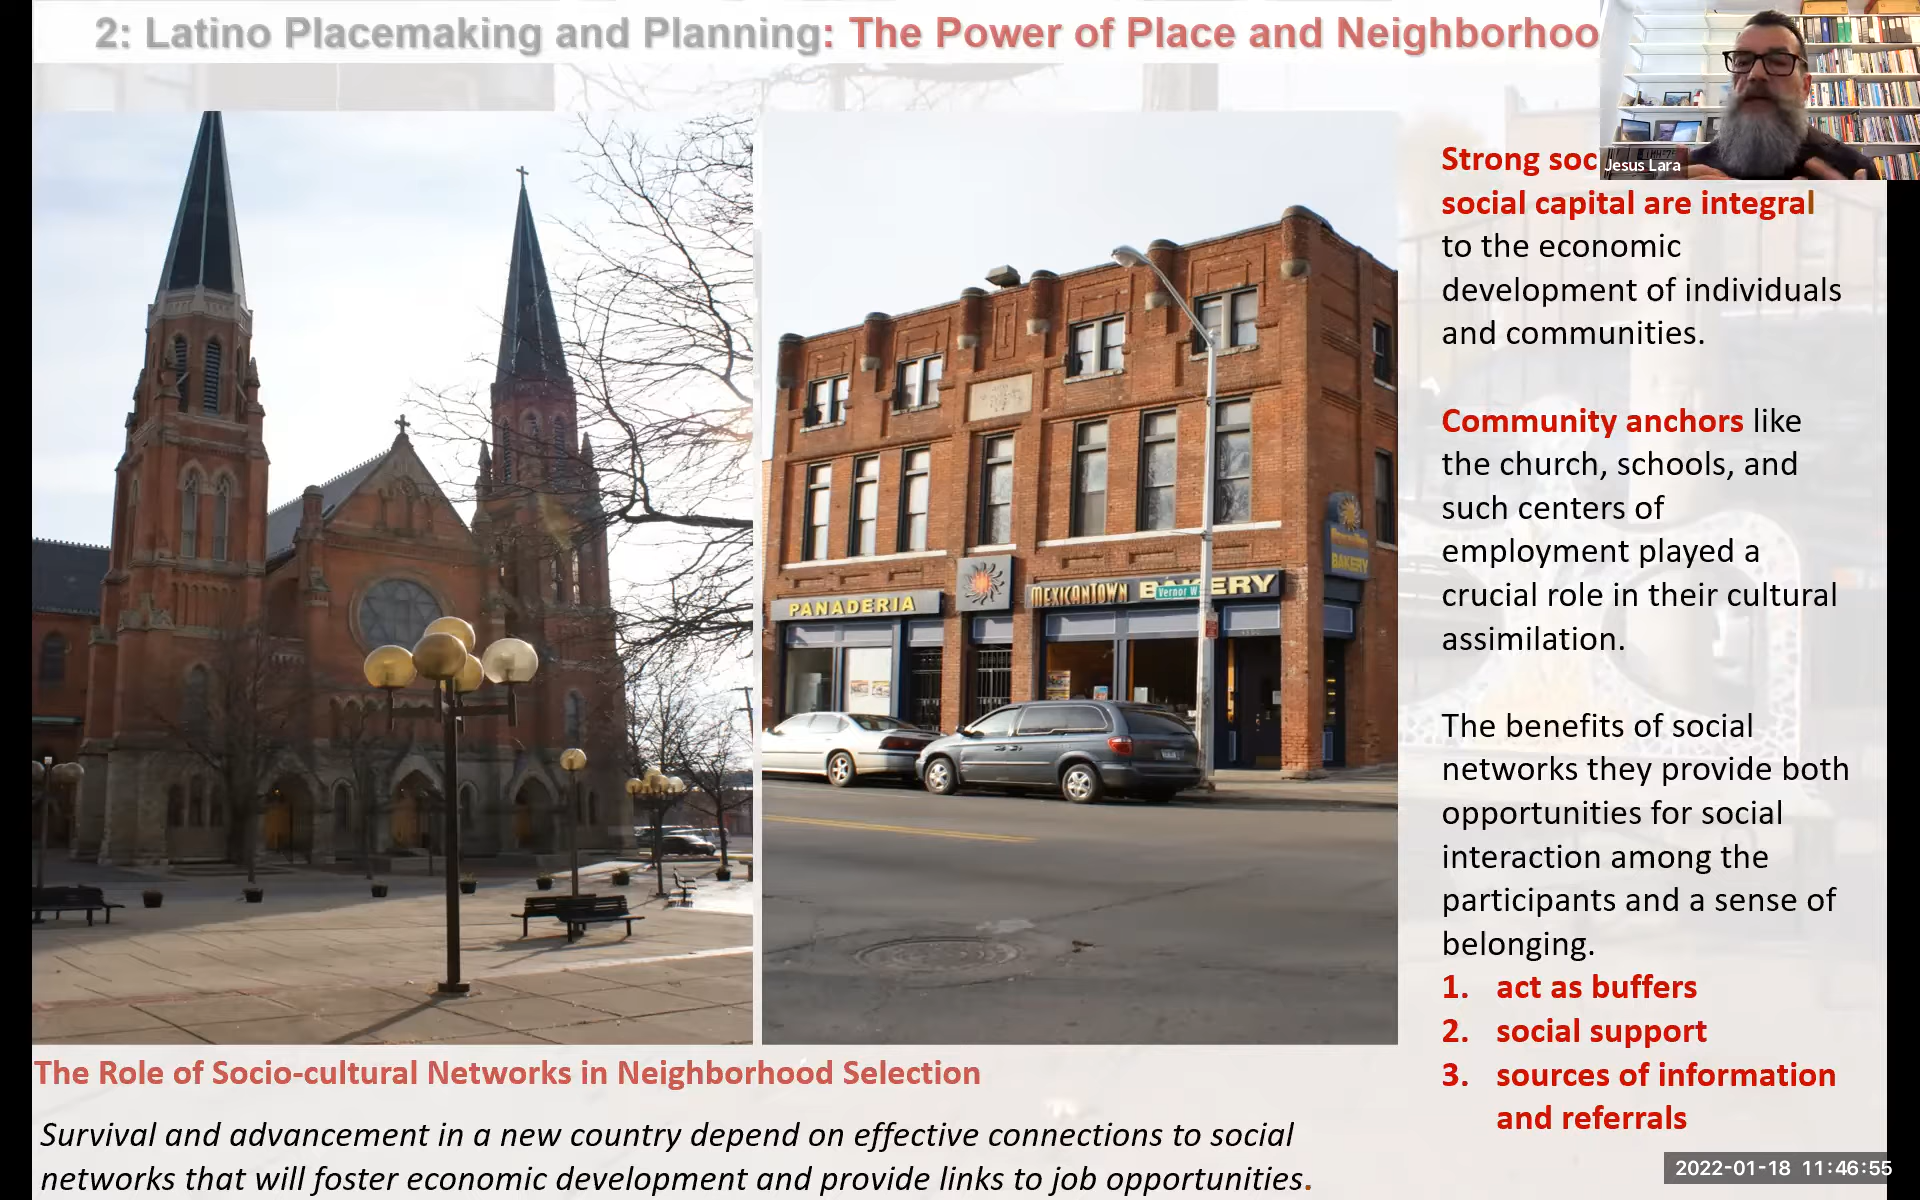 2: Latino Placemaking and Planning: The Power of Place and Neighborhoo
Jesus Lara
Strong soc
social capital are integral
to the economic
development of individuals
and communities.
Community anchors like
the church, schools, and
such centers of
employment played a
crucial role in their cultural
assimilation.
The benefits of social
networks they provide both
opportunities for social
interaction among the
participants and a sense of
belonging.
1. act as buffers
2. social support
3. sources of information
and referrals
PANADERIA
MEXICANTOWN BAKERY
Vernor W
BAKERY
The Role of Socio-cultural Networks in Neighborhood Selection
Survival and advancement in a new country depend on effective connections to social
networks that will foster economic development and provide links to job opportunities.
2022-01-18 11:46:55